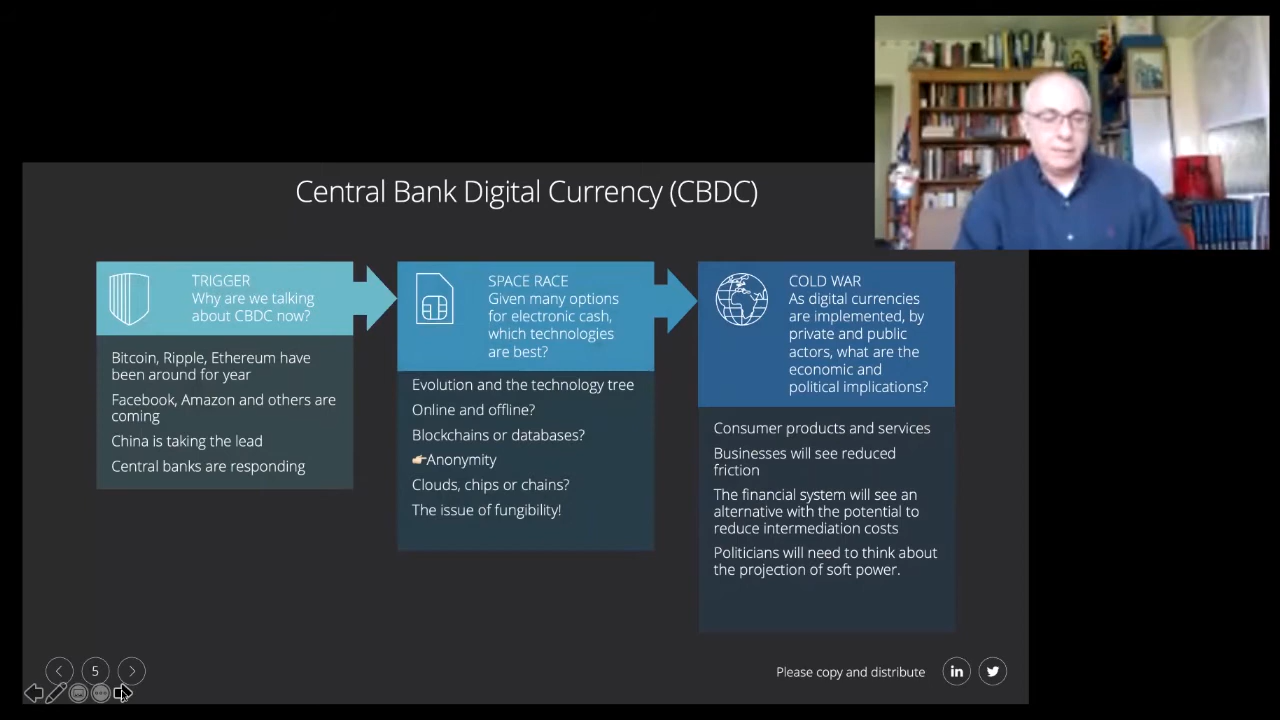 Central Bank Digital Currency (CBDC)
TRIGGER
Why are we talking
about CBDC now?
Bitcoin, Ripple, Ethereum have
been around for year
Facebook, Amazon and others are
coming
China is taking the lead
Central banks are responding
SPACE RACE
Given many options
for electronic cash,
which technologies
are best?
Evolution and the technology tree
Online and offline?
Blockchains or databases?
👉🏻Anonymity
Clouds, chips or chains?
The issue of fungibility!
COLD WAR
As digital currencies
are implemented, by
private and public
actors, what are the
economic and
political implications?
Consumer products and services
Businesses will see reduced
friction
The financial system will see an
alternative with the potential to
reduce intermediation costs
Politicians will need to think about
the projection of soft power.
5
Please copy and distribute
in